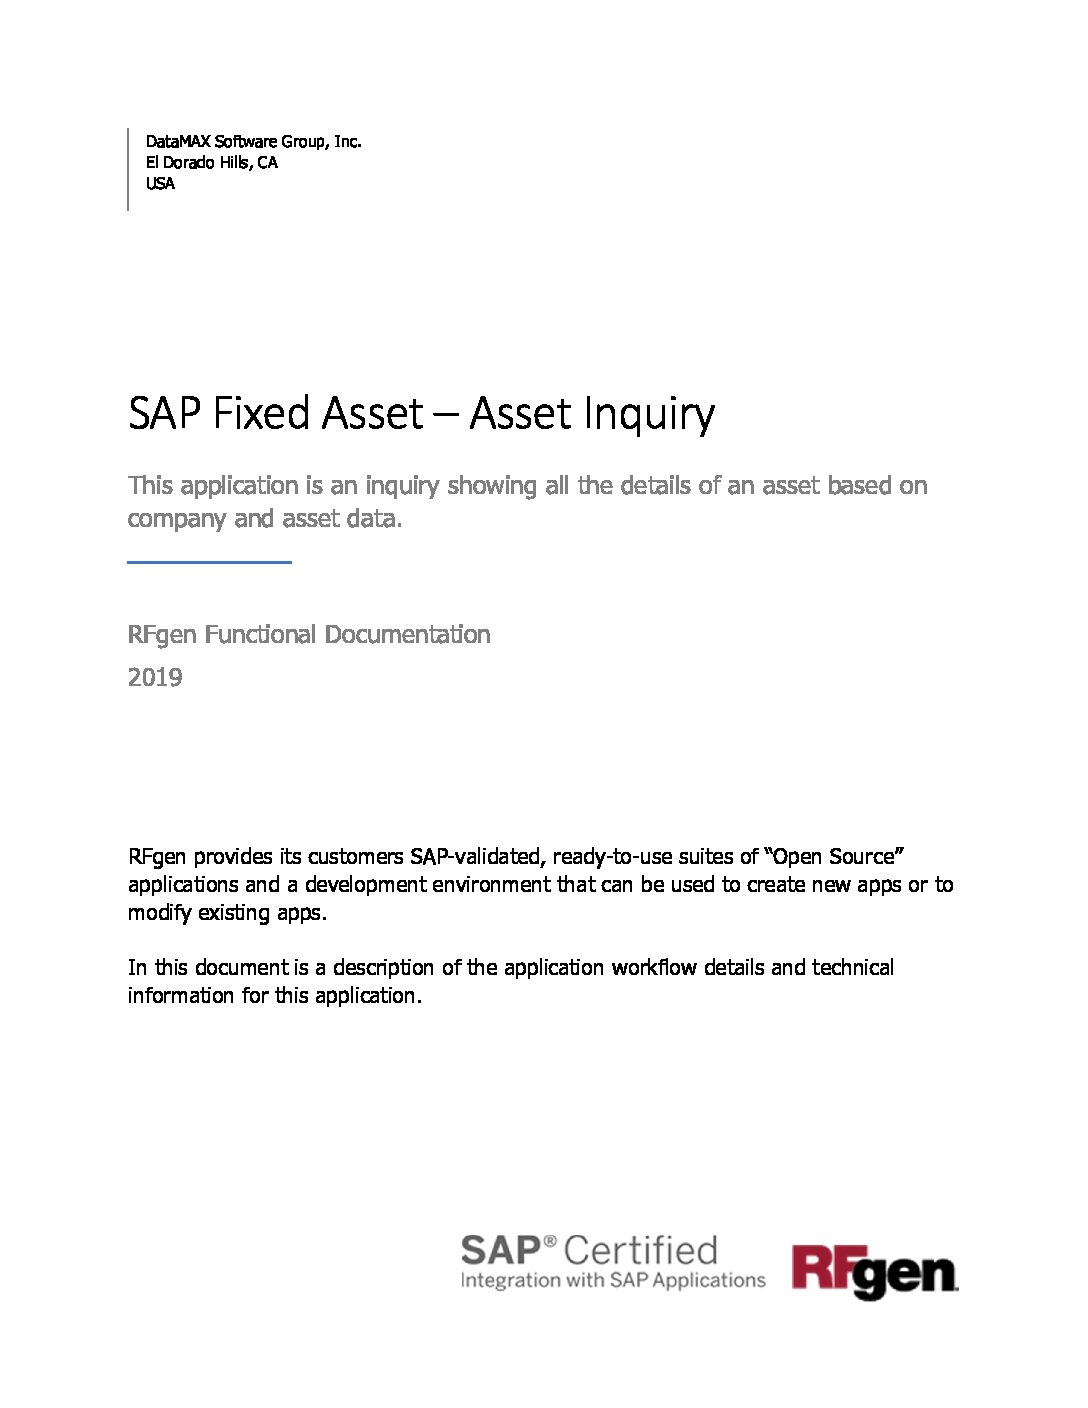 DataMAX Software Group, Inc.
El Dorado Hills, CA
USA
SAP Fixed Asset – Asset Inquiry
This application is an inquiry showing all the details of an asset based on
company and asset data.
RFgen Functional Documentation
2019
RFgen provides its customers SAP-validated, ready-to-use suites of “Open Source”
applications and a development environment that can be used to create new apps or to
modify existing apps.
In this document is a description of the application workflow details and technical
information for this application.
SAP® Certified
Integration with SAP Applications
RFgen